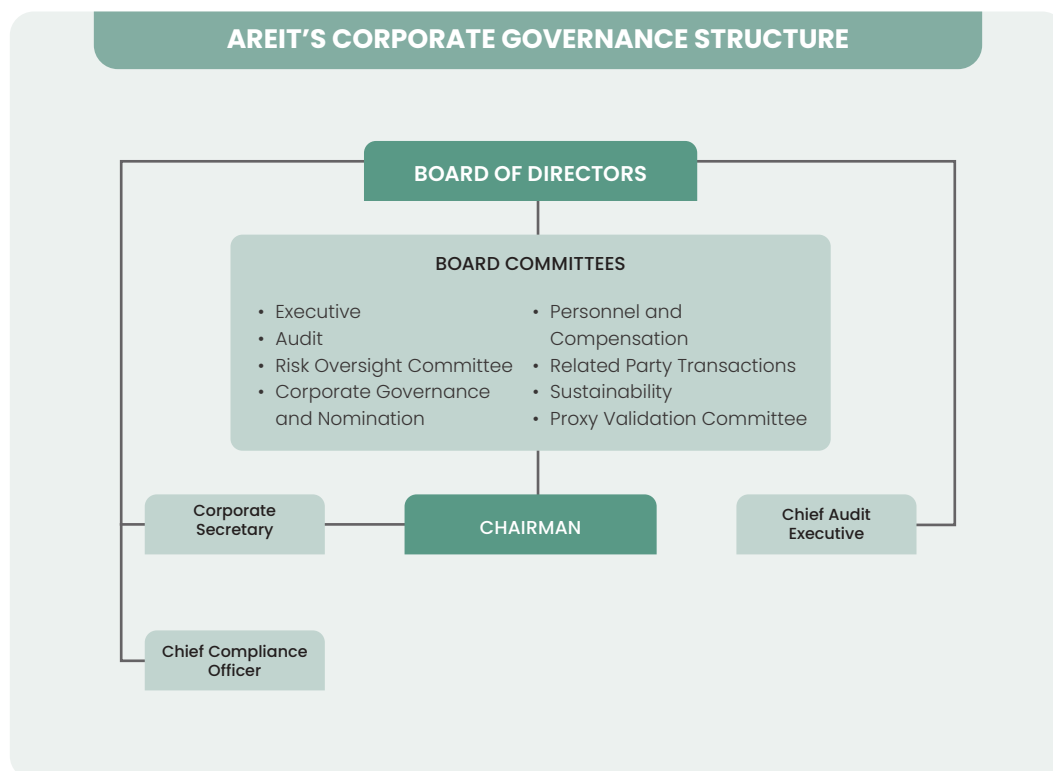 AREIT’S CORPORATE GOVERNANCE STRUCTURE
BOARD OF DIRECTORS
BOARD COMMITTEES
• Executive
• Audit
• Risk Oversight Committee
• Corporate Governance
and Nomination
• Personnel and
Compensation
• Related Party Transactions
• Sustainability
• Proxy Validation Committee
Corporate
Secretary
CHAIRMAN
Chief Audit
Executive
Chief Compliance
Officer